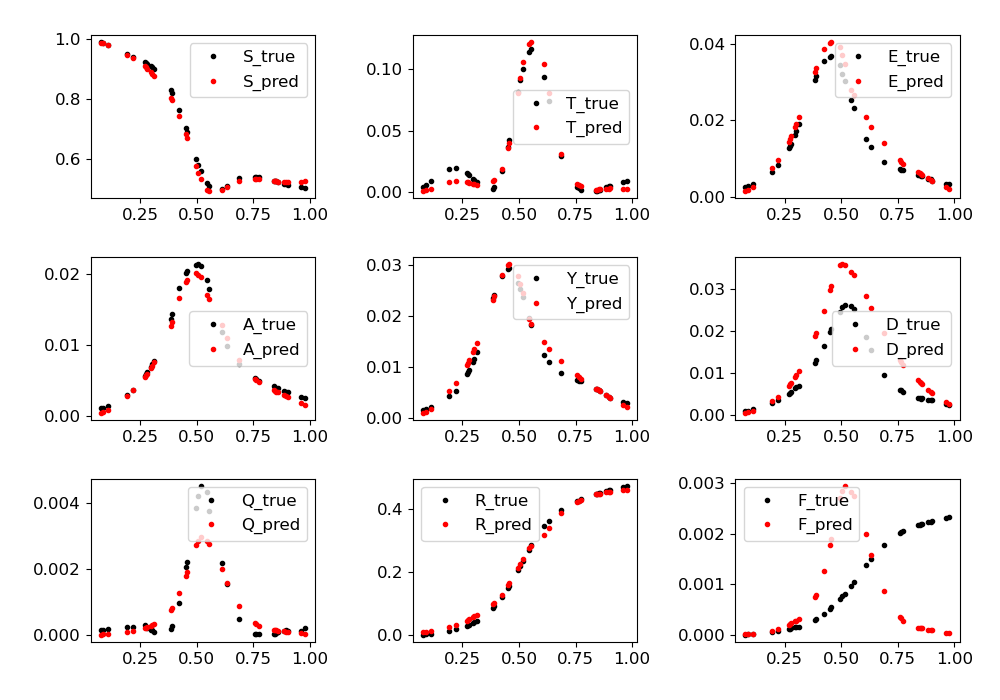 1.0
0.8
0.6
S_true
S_pred
0.25 0.50 0.75 1.00
0.10
0.05
0.00
T_true
T_pred
0.25 0.50 0.75 1.00
0.04
0.02
0.00
E_true
E_pred
0.25 0.50 0.75 1.00
0.02
0.01
0.00
A_true
A_pred
0.25 0.50 0.75 1.00
0.03
0.02
0.01
0.00
Y_true
Y_pred
0.25 0.50 0.75 1.00
0.03
0.02
0.01
0.00
D_true
D_pred
0.25 0.50 0.75 1.00
0.004
0.002
0.000
Q_true
Q_pred
0.25 0.50 0.75 1.00
0.4
0.2
0.0
R_true
R_pred
0.25 0.50 0.75 1.00
0.003
0.002
0.001
0.000
F_true
F_pred
0.25 0.50 0.75 1.00